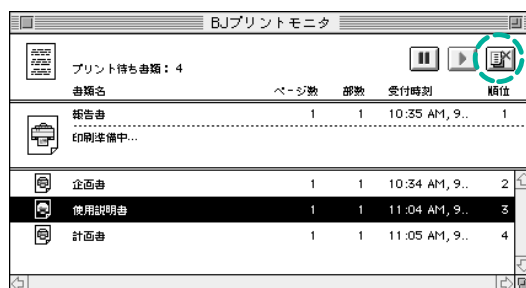 BJプリントモニタ
プリント待ち書類：4
書類名 ページ数 部数 受付時刻 順位
報告書 1 1 10:35 AM, 9.. 1
印刷準備中...
企画書 1 1 10:34 AM, 9.. 2
使用説明書 1 1 11:04 AM, 9.. 3
計画書 1 1 11:05 AM, 9.. 4